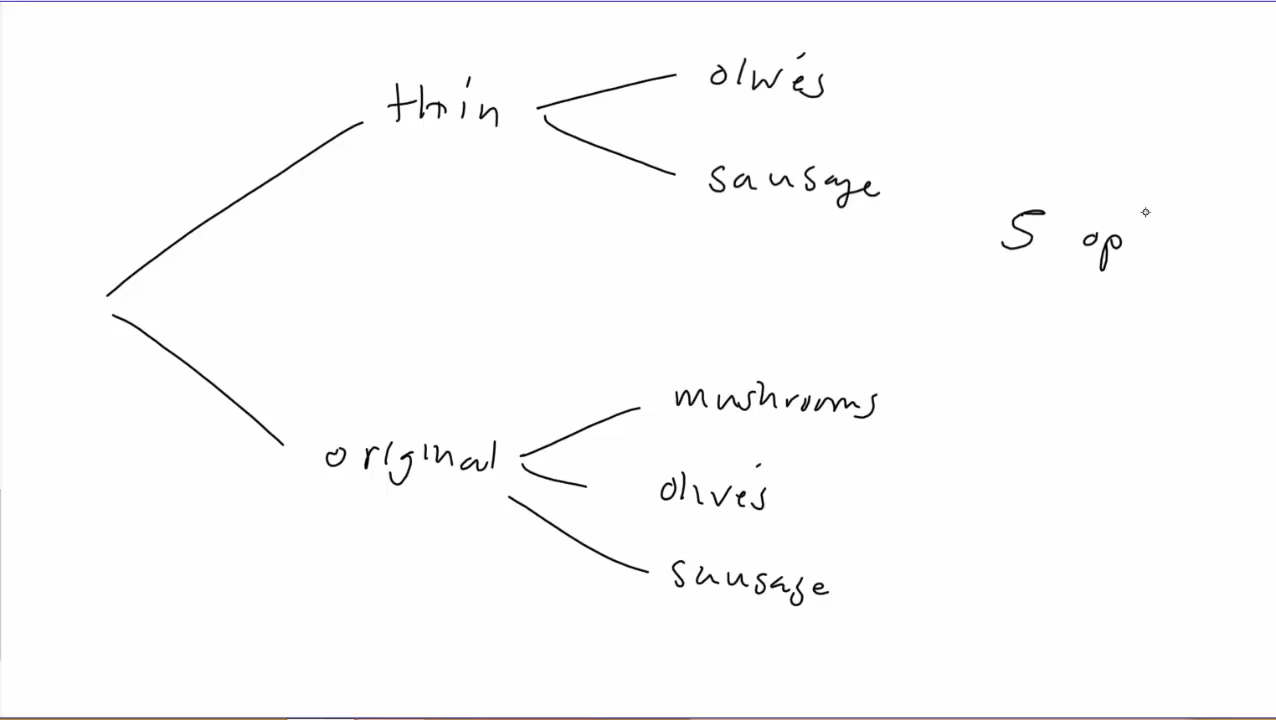 thin
olives
sausage
5 op
mushrooms
original
olives
sausage